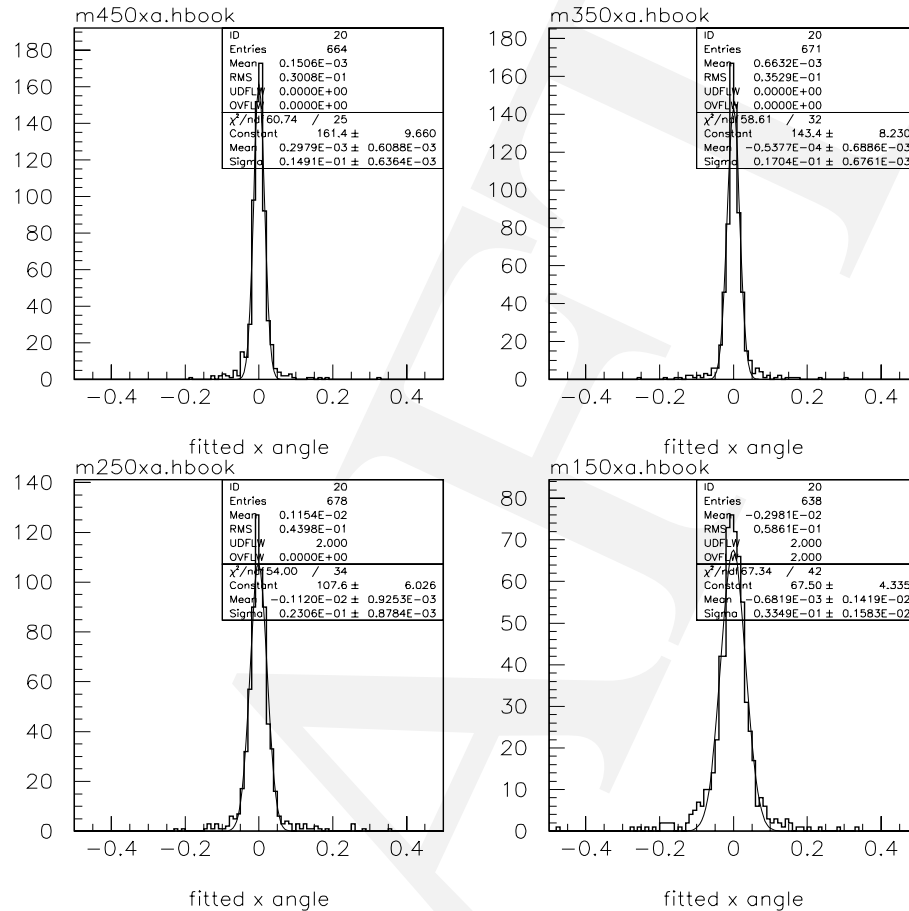 m450xa.hbook
ID 20
Entries 664
Mean 0.1506E-03
RMS 0.3008E-01
UDFLW 0.0000E+00
OVFLW 0.0000E+00
χ²/ndf 60.74 / 25
Constant 161.4 ± 9.660
Mean 0.2979E-03 ± 0.6088E-03
Sigma 0.1491E-01 ± 0.6364E-03
180
160
140
120
100
80
60
40
20
0
−0.4 −0.2 0 0.2 0.4
fitted x angle
m350xa.hbook
ID 20
Entries 671
Mean 0.6632E-03
RMS 0.3529E-01
UDFLW 0.0000E+00
OVFLW 0.0000E+00
χ²/ndf 58.61 / 32
Constant 143.4 ± 8.230
Mean −0.5377E-04 ± 0.6886E-03
Sigma 0.1704E-01 ± 0.6761E-03
180
160
140
120
100
80
60
40
20
0
−0.4 −0.2 0 0.2 0.4
fitted x angle
m250xa.hbook
ID 20
Entries 678
Mean 0.1154E-02
RMS 0.4398E-01
UDFLW 2.000
OVFLW 0.0000E+00
χ²/ndf 54.00 / 34
Constant 107.6 ± 6.026
Mean −0.1120E-02 ± 0.9253E-03
Sigma 0.2306E-01 ± 0.8784E-03
140
120
100
80
60
40
20
0
−0.4 −0.2 0 0.2 0.4
fitted x angle
m150xa.hbook
ID 20
Entries 638
Mean −0.2981E-02
RMS 0.5861E-01
UDFLW 2.000
OVFLW 2.000
χ²/ndf 67.34 / 42
Constant 67.50 ± 4.335
Mean −0.6819E-03 ± 0.1419E-02
Sigma 0.3349E-01 ± 0.1583E-02
80
70
60
50
40
30
20
10
0
−0.4 −0.2 0 0.2 0.4
fitted x angle